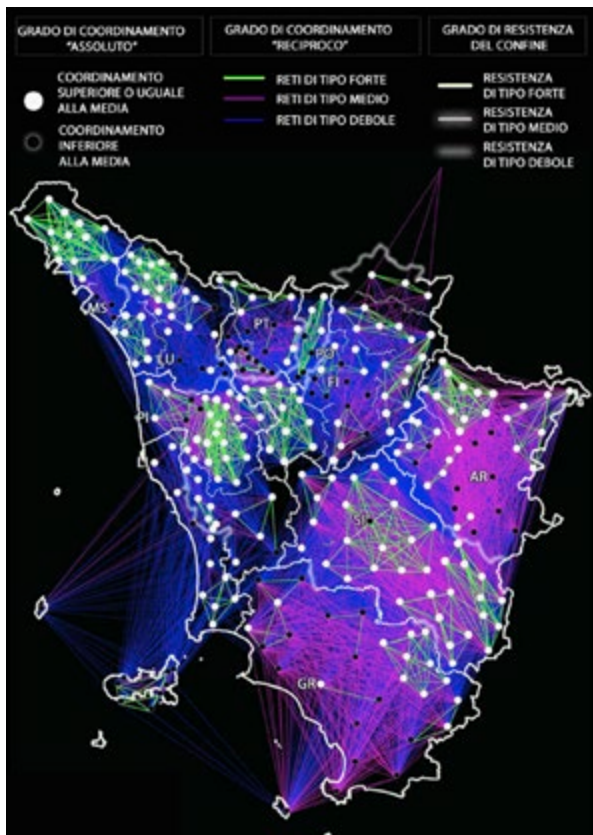 GRADO DI COORDINAMENTO
"ASSOLUTO"
COORDINAMENTO
SUPERIORE O UGUALE
ALLA MEDIA
COORDINAMENTO
INFERIORE
ALLA MEDIA
GRADO DI COORDINAMENTO
"RECIPROCO"
RETI DI TIPO FORTE
RETI DI TIPO MEDIO
RETI DI TIPO DEBOLE
GRADO DI RESISTENZA
DEL CONFINE
RESISTENZA
DI TIPO FORTE
RESISTENZA
DI TIPO MEDIO
RESISTENZA
DI TIPO DEBOLE
MS
PT
LU
PO
FI
PI
AR
SI
GR